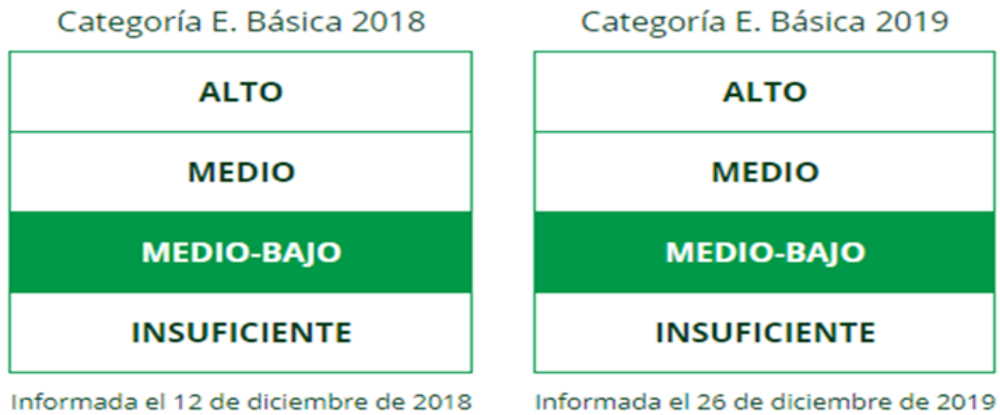 Categoría E. Básica 2018
ALTO
MEDIO
MEDIO-BAJO
INSUFICIENTE
Informada el 12 de diciembre de 2018
Categoría E. Básica 2019
ALTO
MEDIO
MEDIO-BAJO
INSUFICIENTE
Informada el 26 de diciembre de 2019